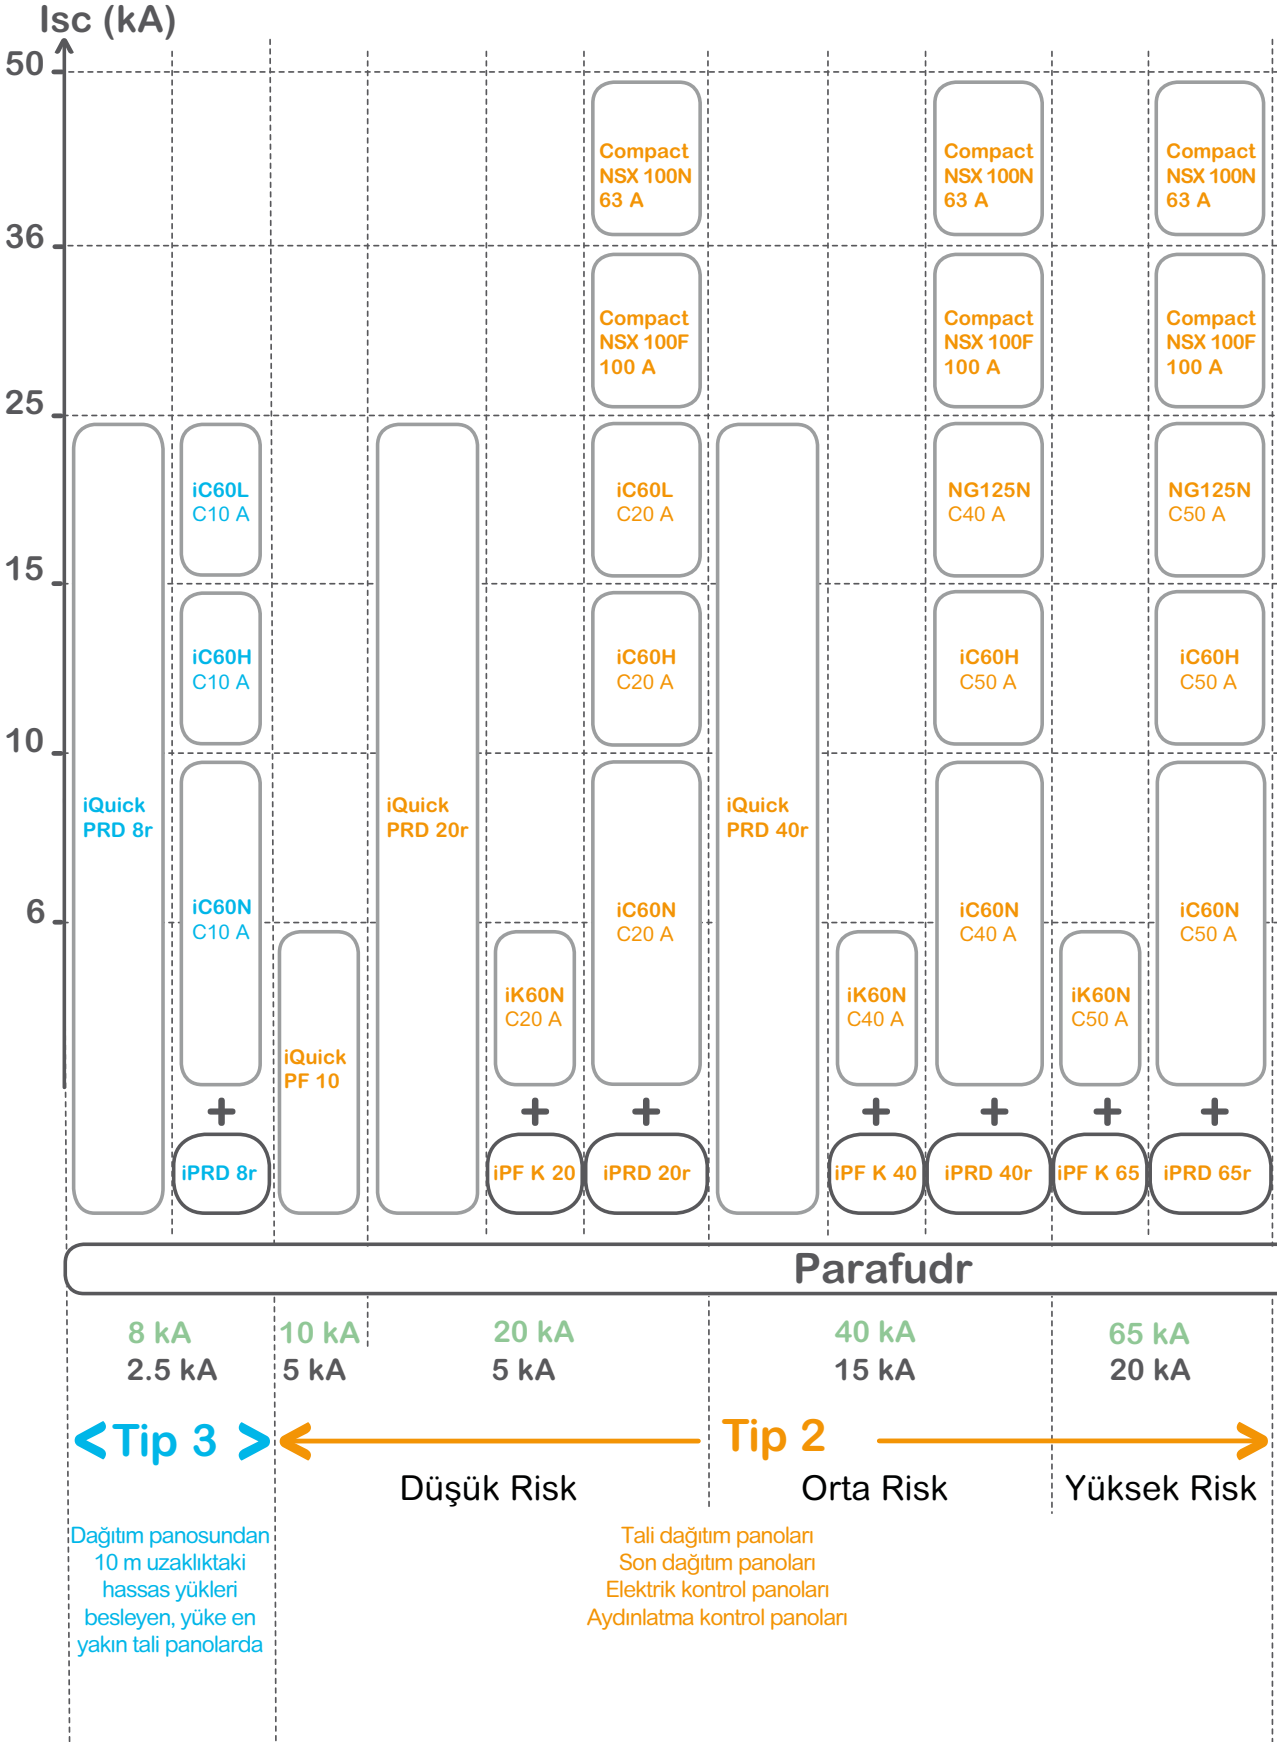 Isc (kA)
50
36
25
15
10
6
Compact
NSX 100N
63 A
Compact
NSX 100N
63 A
Compact
NSX 100N
63 A
Compact
NSX 100F
100 A
Compact
NSX 100F
100 A
Compact
NSX 100F
100 A
iC60L
C10 A
iC60L
C20 A
NG125N
C40 A
NG125N
C50 A
iC60H
C10 A
iC60H
C20 A
iC60H
C50 A
iC60H
C50 A
iQuick
PRD 8r
iQuick
PRD 20r
iQuick
PRD 40r
iC60N
C10 A
iC60N
C20 A
iC60N
C40 A
iC60N
C50 A
iQuick
PF 10
iK60N
C20 A
iK60N
C40 A
iK60N
C50 A
+ + + + + + +
iPRD 8r
iPF K 20
iPRD 20r
iPF K 40
iPRD 40r
iPF K 65
iPRD 65r
Parafudr
8 kA
2.5 kA
10 kA
5 kA
20 kA
5 kA
40 kA
15 kA
65 kA
20 kA
Tip 3
Tip 2
Düşük Risk
Orta Risk
Yüksek Risk
Dağıtım panosundan
10 m uzaklıktaki
hassas yükleri
besleyen, yüke en
yakın tali panolarda
Tali dağıtım panoları
Son dağıtım panoları
Elektrik kontrol panoları
Aydınlatma kontrol panoları